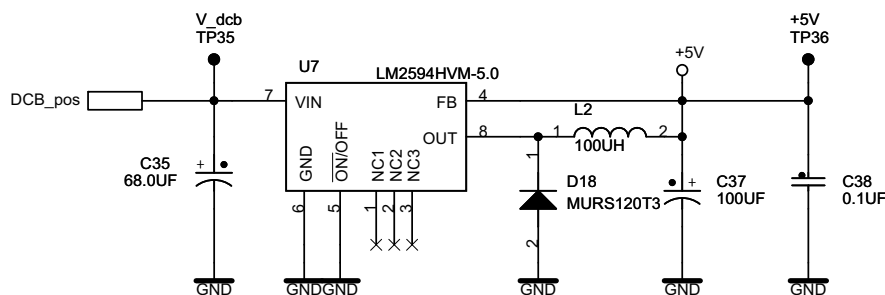 V_dcb
TP35
+5V
TP36
U7
LM2594HVM-5.0
+5V
DCB_pos
7
VIN
FB
4
L2
OUT
8
1
2
100UH
C35
68.0UF
+
GND
ON/OFF
NC1
NC2
NC3
1
D18
MURS120T3
2
+
C37
100UF
C38
0.1UF
6
5
1
2
3
GND
GND
GND
GND
GND
GND